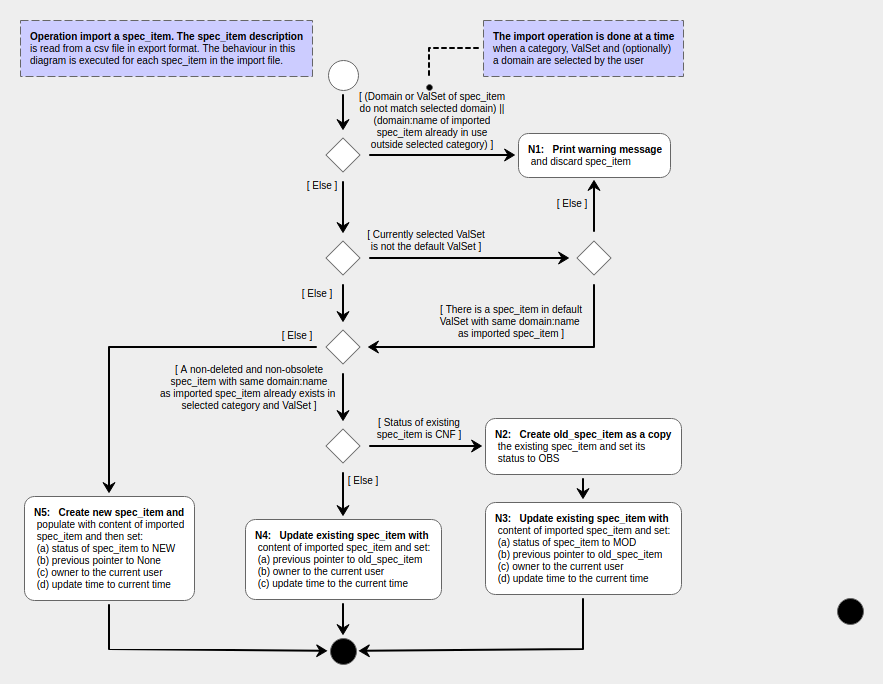 Operation import a spec_item. The spec_item description
is read from a csv file in export format. The behaviour in this
diagram is executed for each spec_item in the import file.
The import operation is done at a time
when a category, ValSet and (optionally)
a domain are selected by the user
[ (Domain or ValSet of spec_item
do not match selected domain) ||
(domain:name of imported
spec_item already in use
outside selected category) ]
N1: Print warning message
and discard spec_item
[ Else ]
[ Else ]
[ Currently selected ValSet
is not the default ValSet ]
[ Else ]
[ There is a spec_item in default
ValSet with same domain:name
as imported spec_item ]
[ Else ]
[ A non-deleted and non-obsolete
spec_item with same domain:name
as imported spec_item already exists in
selected category and ValSet ]
[ Status of existing
spec_item is CNF ]
N2: Create old_spec_item as a copy
the existing spec_item and set its
status to OBS
[ Else ]
N5: Create new spec_item and
populate with content of imported
spec_item and then set:
(a) status of spec_item to NEW
(b) previous pointer to None
(c) owner to the current user
(d) update time to current time
N4: Update existing spec_item with
content of imported spec_item and set:
(a) previous pointer to old_spec_item
(b) owner to the current user
(c) update time to the current time
N3: Update existing spec_item with
content of imported spec_item and set:
(a) status of spec_item to MOD
(b) previous pointer to old_spec_item
(c) owner to the current user
(d) update time to the current time